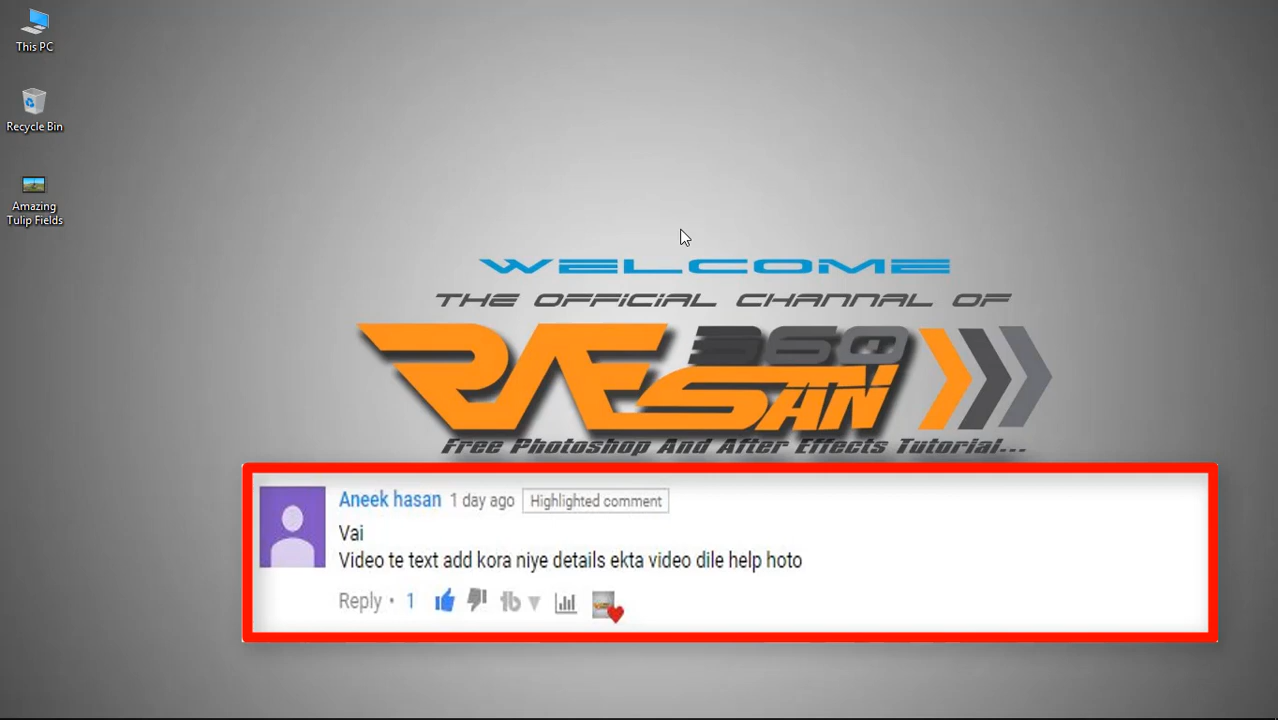 This PC
Recycle Bin
Amazing
Tulip Fields
WELCOME
THE OFFICIAL CHANNAL OF
RAESAN 360
Free Photoshop And After Effects Tutorial...
Aneek hasan 1 day ago Highlighted comment
Vai
Video te text add kora niye details ekta video dile help hoto
Reply • 1